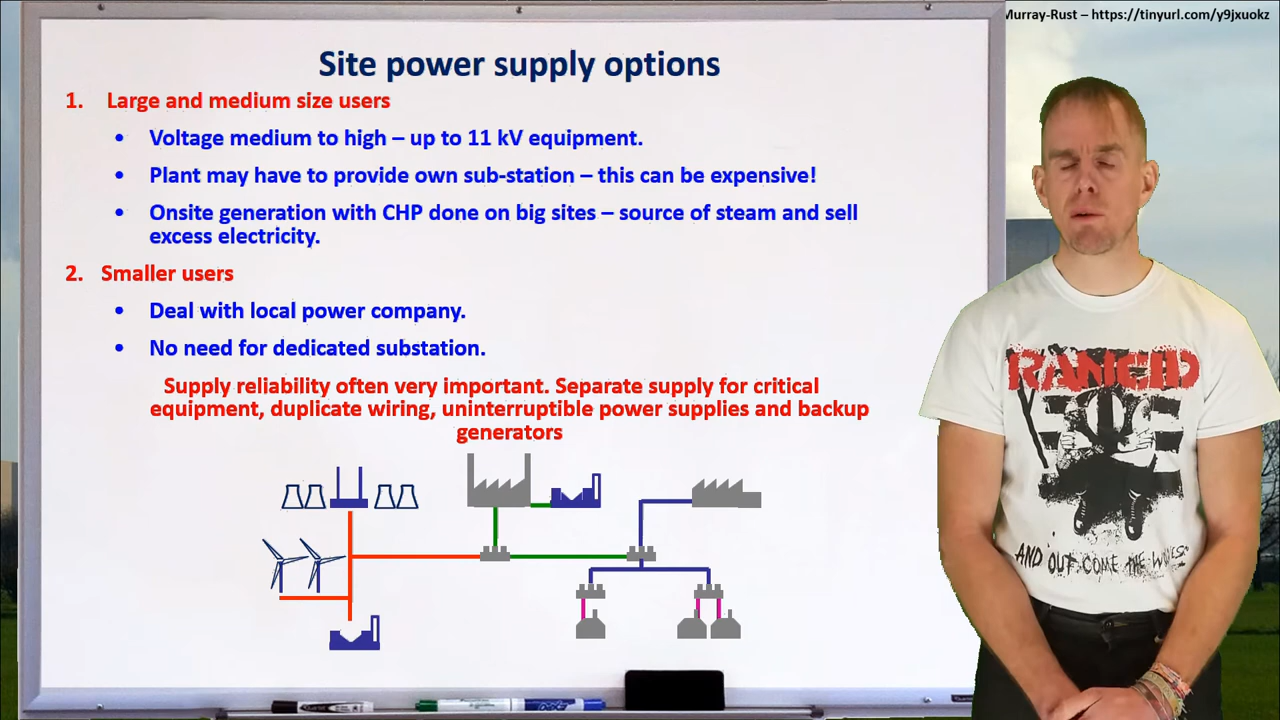 Murray-Rust – https://tinyurl.com/y9jxuokz
Site power supply options
1. Large and medium size users
• Voltage medium to high – up to 11 kV equipment.
• Plant may have to provide own sub-station – this can be expensive!
• Onsite generation with CHP done on big sites – source of steam and sell
excess electricity.
2. Smaller users
• Deal with local power company.
• No need for dedicated substation.
Supply reliability often very important. Separate supply for critical
equipment, duplicate wiring, uninterruptible power supplies and backup
generators
RANCID
AND OUT COME THE